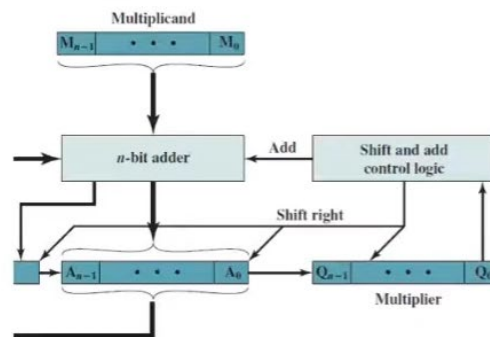 Multiplicand
Mn−1 • • • M0
n-bit adder
Add
Shift and add
control logic
Shift right
An−1 • • • A0
Qn−1 • • • Q0
Multiplier